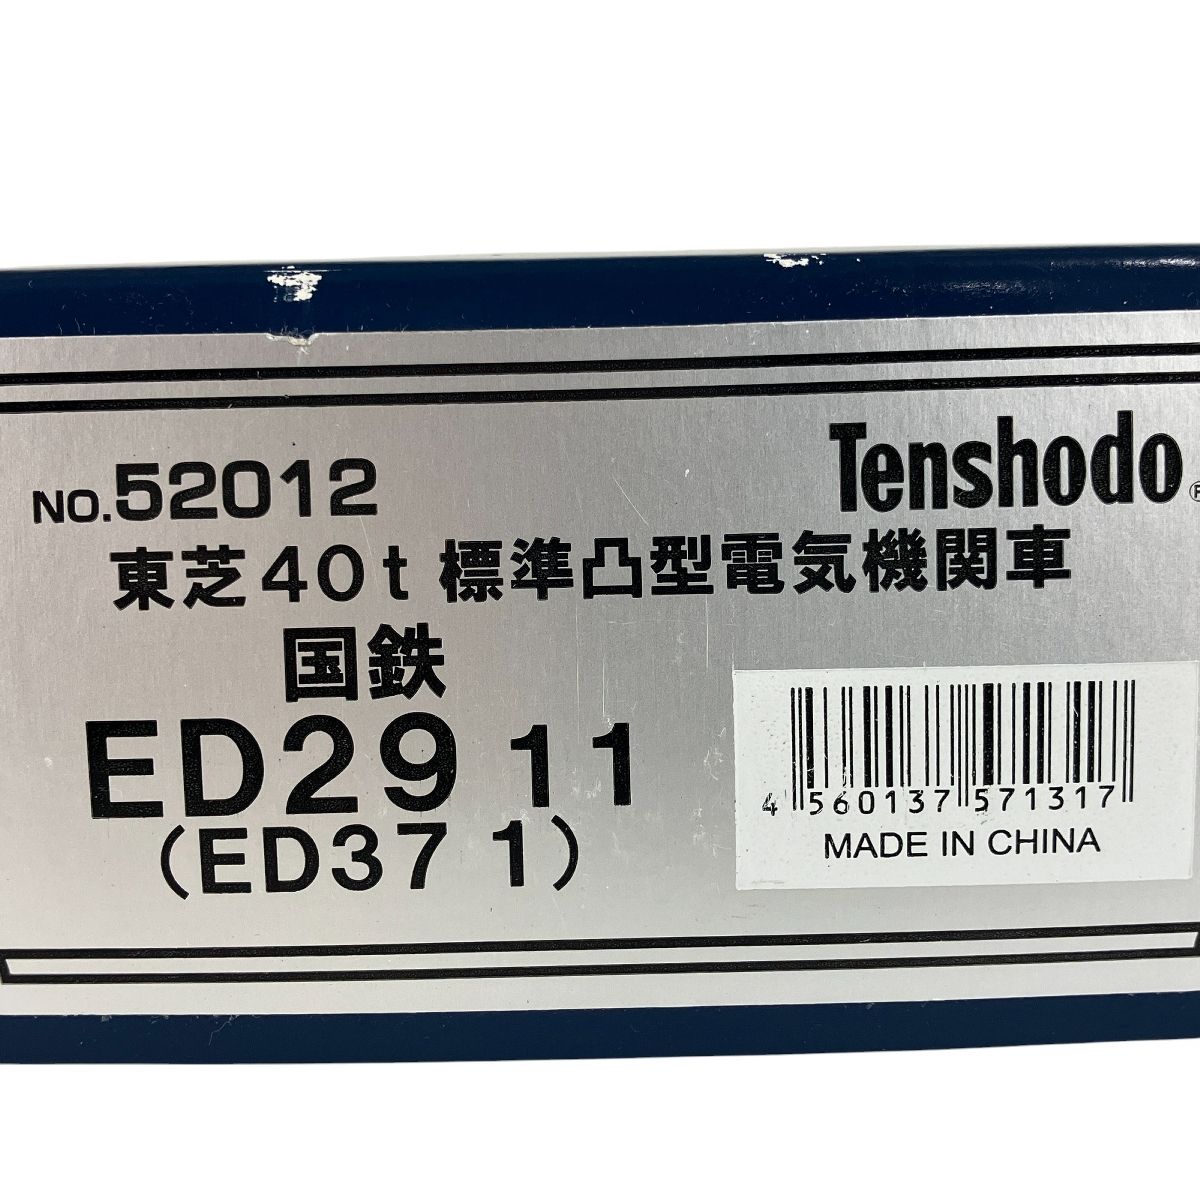 Tenshodo®
NO.52012
東芝40t 標準凸型電気機関車
国鉄
ED29 11
(ED37 1)
4 560137 571317
MADE IN CHINA